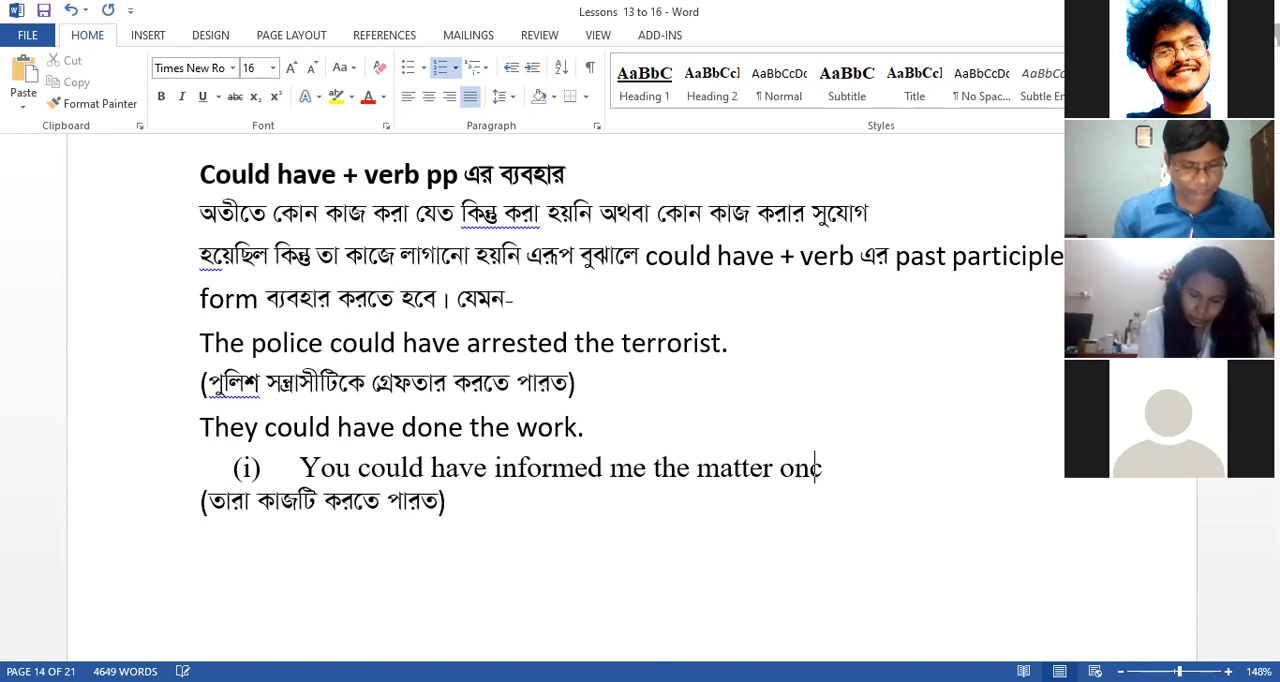 Lessons 13 to 16 - Word
FILE HOME INSERT DESIGN PAGE LAYOUT REFERENCES MAILINGS REVIEW VIEW ADD-INS
Paste
Cut
Copy
Format Painter
Clipboard
Times New Ro 16
Font
Paragraph
AaBbC AaBbCcI AaBbCcDc AaBbC AaBbCcI AaBbCcDc AaBbCcD
Heading 1 Heading 2 ¶ Normal Subtitle Title ¶ No Spac... Subtle En
Styles
Could have + verb pp এর ব্যবহার
অতীতে কোন কাজ করা যেত কিন্তু করা হয়নি অথবা কোন কাজ করার সুযোগ
হয়েছিল কিন্তু তা কাজে লাগানো হয়নি এরূপ বুঝালে could have + verb এর past participle
form ব্যবহার করতে হবে। যেমন-
The police could have arrested the terrorist.
(পুলিশ সন্ত্রাসীটিকে গ্রেফতার করতে পারত)
They could have done the work.
(i) You could have informed me the matter onc
(তারা কাজটি করতে পারত)
PAGE 14 OF 21 4649 WORDS 148%